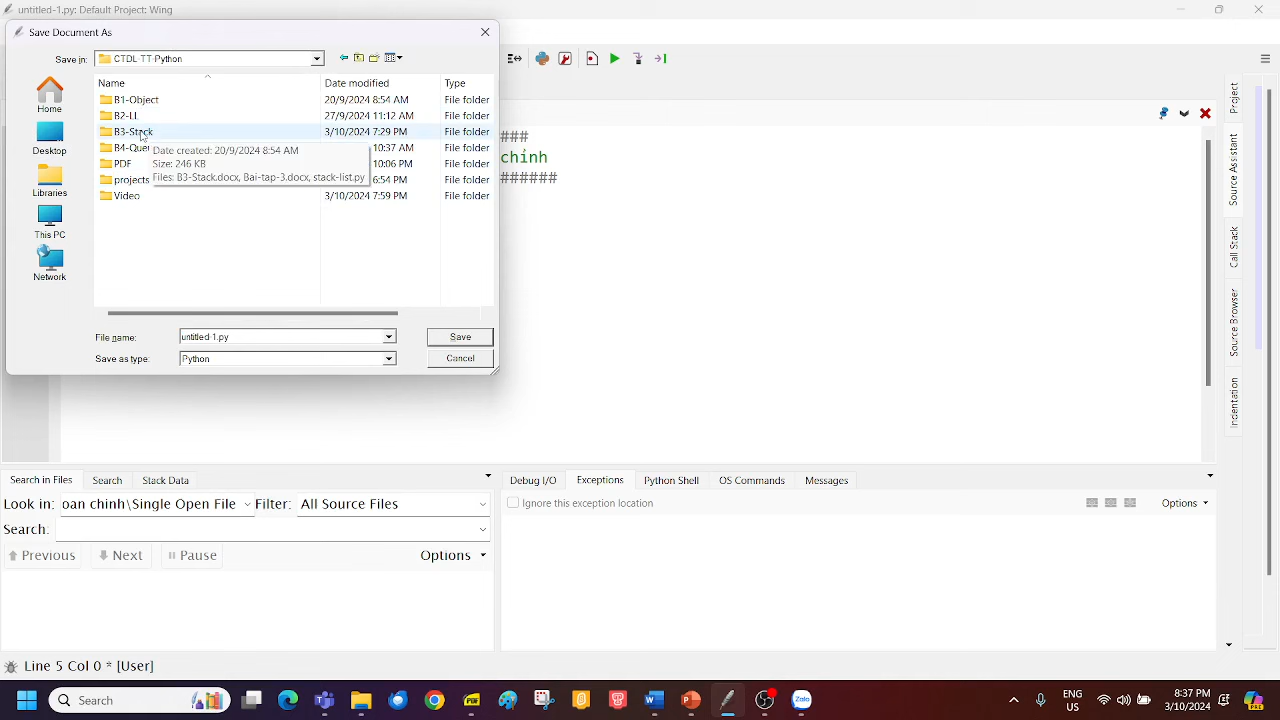 untitled-1.py: Default Project: Wing
Save Document As
Save in:
CTDL-TT-Python
Home
Desktop
Libraries
This PC
Network
Name
Date modified
Type
B1-Object
20/9/2024 8:54 AM
File folder
B2-LL
27/9/2024 11:12 AM
File folder
B3-Stack
3/10/2024 7:29 PM
File folder
10:37 AM
File folder
PDF
10:06 PM
File folder
projects
6:54 PM
File folder
Video
3/10/2024 7:59 PM
File folder
Date created: 20/9/2024 8:54 AM
Size: 246 KB
Files: B3-Stack.docx, Bai-tap-3.docx, stack-list.py
File name:
untitled-1.py
Save
Save as type:
Python
Cancel
###
chính
######
Project
Source Assistant
Call Stack
Source Browser
Indentation
Search in Files
Search
Stack Data
Look in:
oan chinh\Single Open File
Filter:
All Source Files
Search:
Previous
Next
Pause
Options
Debug I/O
Exceptions
Python Shell
OS Commands
Messages
Ignore this exception location
Options
Line 5 Col 0 * [User]
Search
ENG
US
8:37 PM
3/10/2024